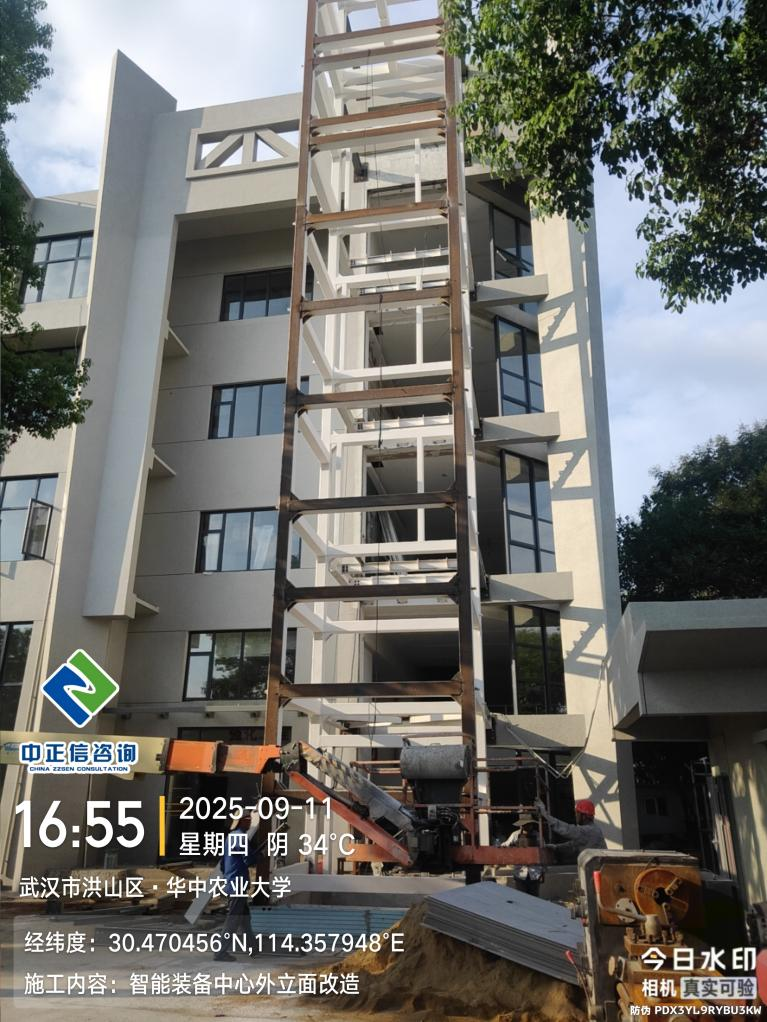 中正信咨询
CHINA ZZSEN CONSULTATION
16:55
2025-09-11
星期四 阴 34°C
武汉市洪山区·华中农业大学
经纬度：30.470456°N,114.357948°E
施工内容：智能装备中心外立面改造
今日水印
相机 真实可验
防伪 PDX3YL9RYBU3KW